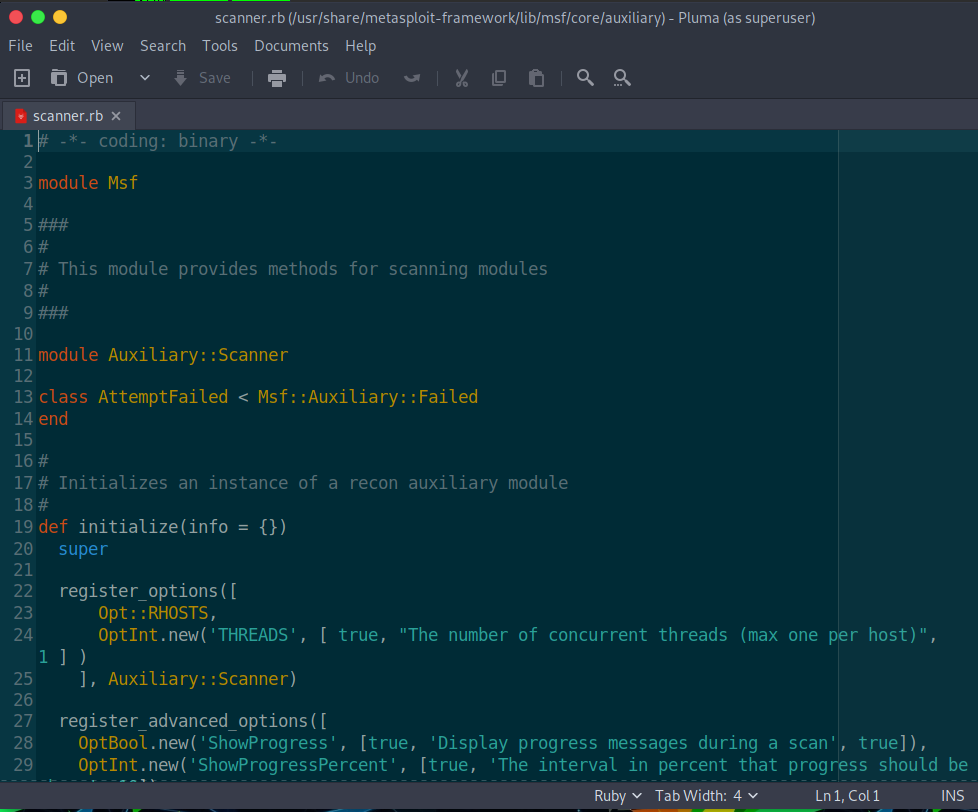 scanner.rb (/usr/share/metasploit-framework/lib/msf/core/auxiliary) - Pluma (as superuser)
File Edit View Search Tools Documents Help
Open Save Undo
scanner.rb
1 # -*- coding: binary -*-
2
3 module Msf
4
5 ###
6 #
7 # This module provides methods for scanning modules
8 #
9 ###
10
11 module Auxiliary::Scanner
12
13 class AttemptFailed < Msf::Auxiliary::Failed
14 end
15
16 #
17 # Initializes an instance of a recon auxiliary module
18 #
19 def initialize(info = {})
20   super
21
22   register_options([
23       Opt::RHOSTS,
24       OptInt.new('THREADS', [ true, "The number of concurrent threads (max one per host)",
1 ] )
25     ], Auxiliary::Scanner)
26
27   register_advanced_options([
28     OptBool.new('ShowProgress', [true, 'Display progress messages during a scan', true]),
29     OptInt.new('ShowProgressPercent', [true, 'The interval in percent that progress should be
Ruby Tab Width: 4 Ln 1, Col 1 INS